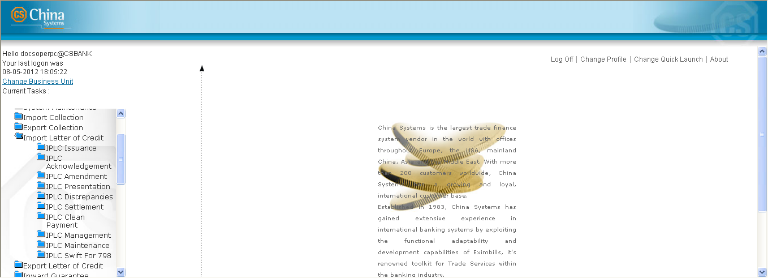 CS China
Systems
Hello docsoperpc@CSBANK
Your last logon was
08-05-2012 18:05:22
Change Business Unit
Current Tasks
Log Off | Change Profile | Change Quick Launch | About
System Maintenance
Import Collection
Export Collection
Import Letter of Credit
IPLC Issuance
IPLC
Acknowledgement
IPLC Amendment
IPLC Presentation
IPLC Discrepancies
IPLC Settlement
IPLC Clean
Payment
IPLC Management
IPLC Maintenance
IPLC Swift For 798
Export Letter of Credit
Inward Guarantee
China Systems is the largest trade finance
system vendor in the world with offices
throughout Europe, the USA, mainland
China, Middle East. With more
than 200 customers worldwide, China
Systems growing and loyal,
international customer base.
Established in 1983, China Systems has
gained extensive experience in
international banking systems by exploiting
the functional adaptability and
development capabilities of Eximbills, it's
renowned toolkit for Trade Services within
the banking industry.